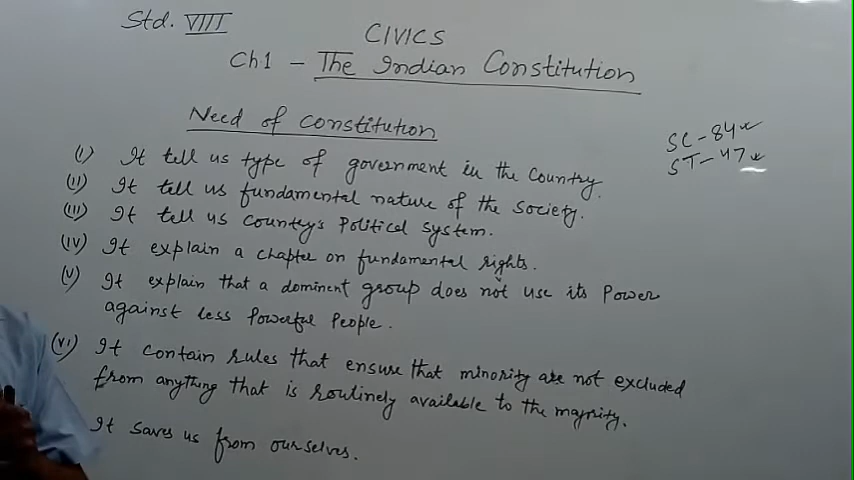 Std. VIII
CIVICS
Ch1 - The Indian Constitution
Need of constitution
SC - 84
ST - 47
(i) It tell us type of government in the Country.
(ii) It tell us fundamental nature of the society.
(iii) It tell us country's Political system.
(iv) It explain a chapter on fundamental rights.
(v) It explain that a dominent group does not use its Power
against less Powerful People.
(vi) It contain rules that ensure that minority are not excluded
from anything that is routinely available to the majority.
It saves us from ourselves.